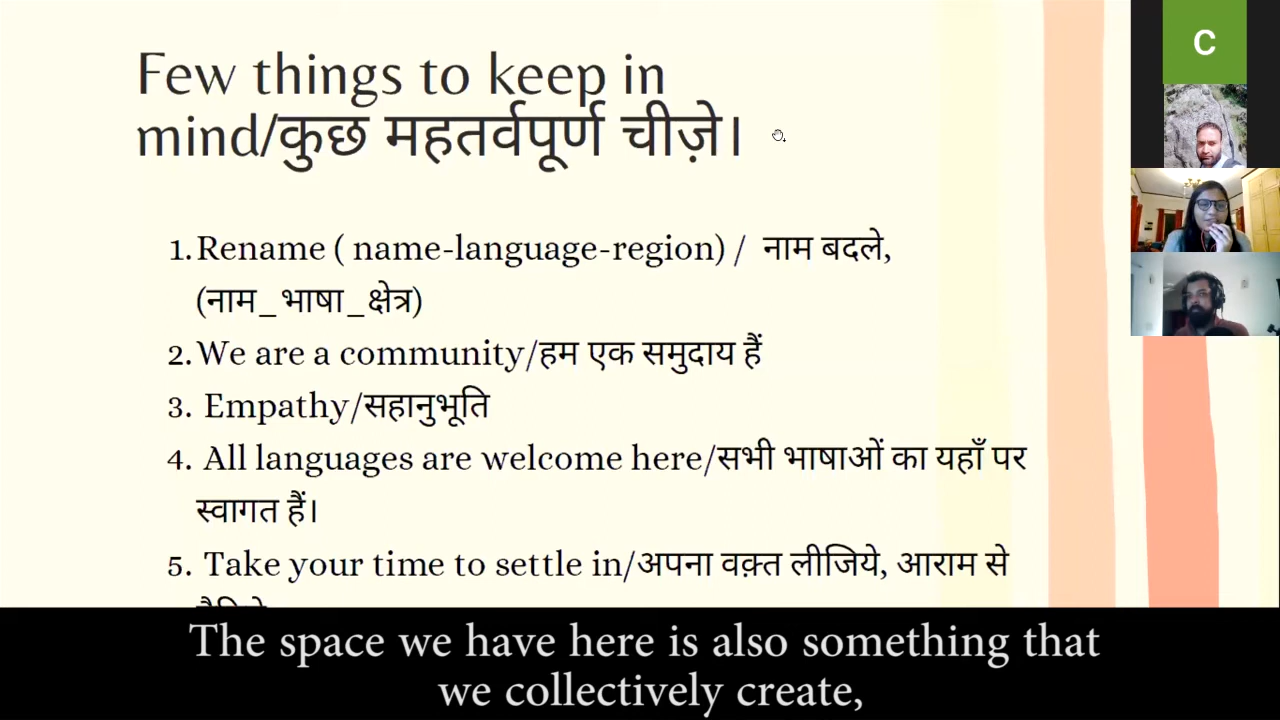 Few things to keep in
mind/कुछ महतर्वपूर्ण चीज़े।
1. Rename ( name-language-region) / नाम बदले,
(नाम_भाषा_क्षेत्र)
2. We are a community/हम एक समुदाय हैं
3. Empathy/सहानुभूति
4. All languages are welcome here/सभी भाषाओं का यहाँ पर
स्वागत हैं।
5. Take your time to settle in/अपना वक़्त लीजिये, आराम से
C
The space we have here is also something that
we collectively create,